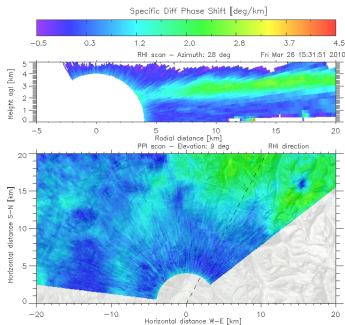 Specific Diff Phase Shift [deg/km]
−0.5 0.3 1.2 2.0 2.8 3.7 4.5
RHI scan − Azimuth: 28 deg Fri Mar 26 15:31:51 2010
5
4
3
2
1
0
Height agl [km]
−5 0 5 10 15 20
Radial distance [km]
PPI scan − Elevation: 9 deg RHI direction
20
15
10
5
0
Horizontal distance S−N [km]
−20 −10 0 10 20
Horizontal distance W−E [km]